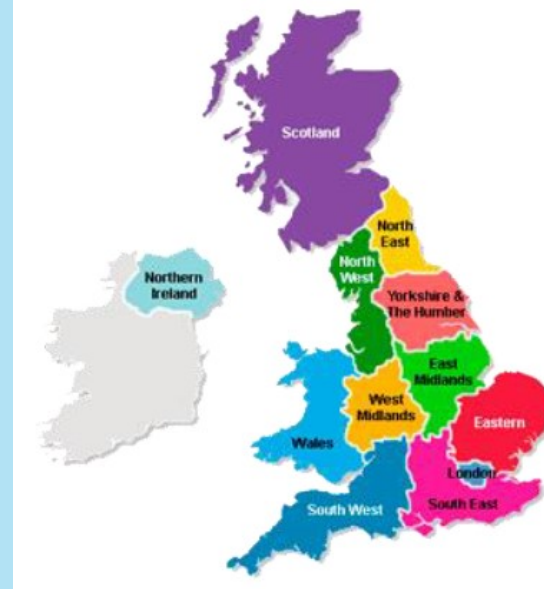 Scotland
North
East
North
West
Northern
Ireland
Yorkshire &
The Humber
East
Midlands
West
Midlands
Eastern
Wales
London
South East
South West